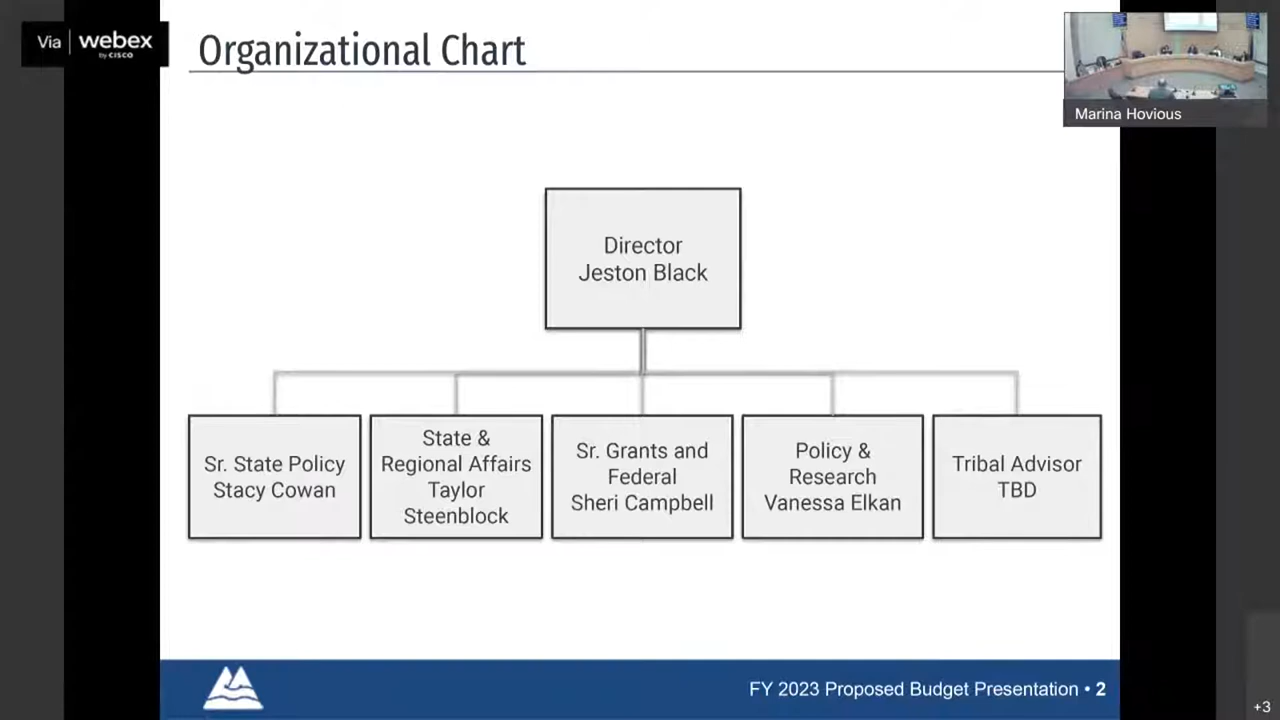 Via webex
by CISCO
Organizational Chart
Marina Hovious
Director
Jeston Black
Sr. State Policy
Stacy Cowan
State &
Regional Affairs
Taylor
Steenblock
Sr. Grants and
Federal
Sheri Campbell
Policy &
Research
Vanessa Elkan
Tribal Advisor
TBD
FY 2023 Proposed Budget Presentation • 2
+3